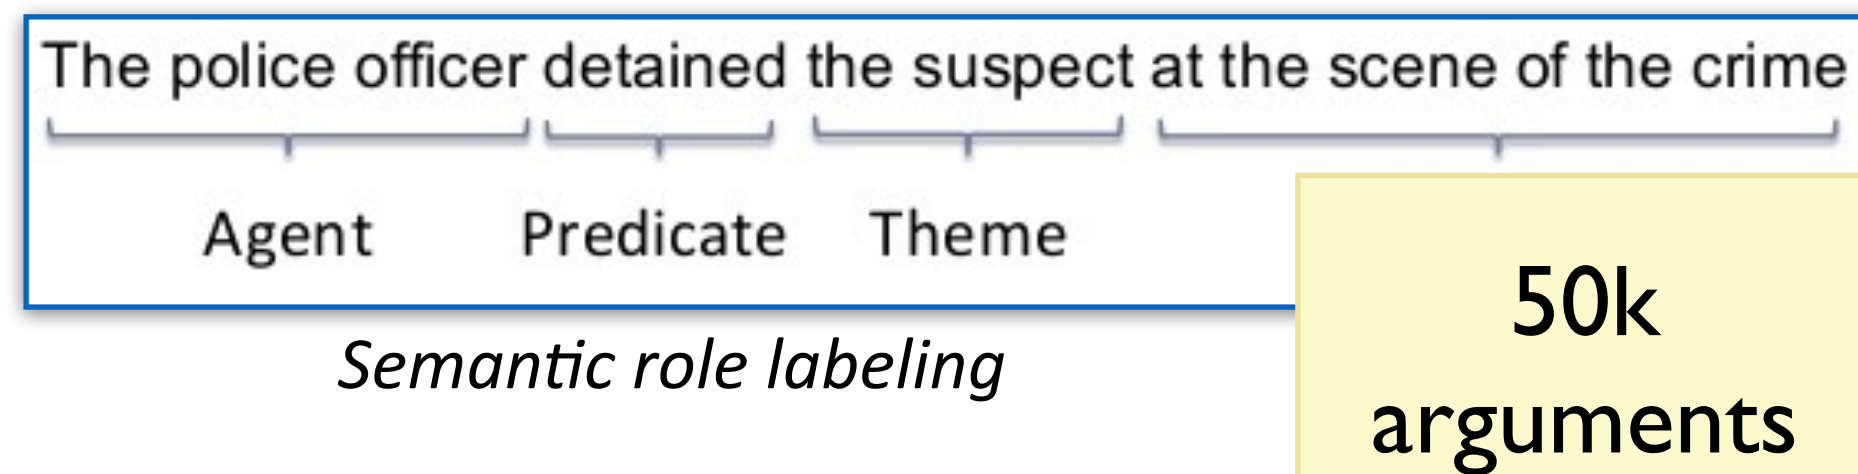 The police officer detained the suspect at the scene of the crime
Agent Predicate Theme
Semantic role labeling
50k
arguments